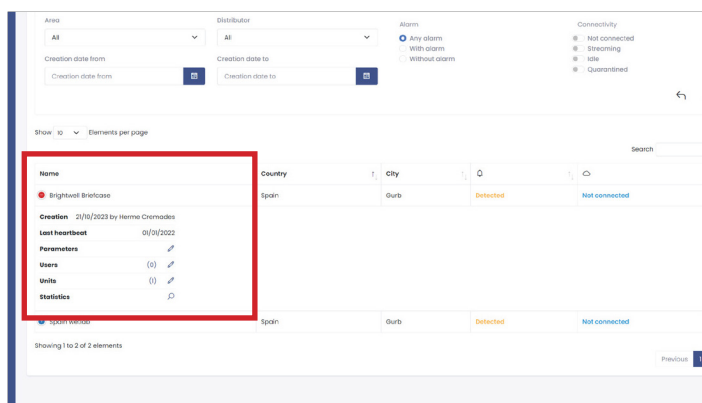 Area
Distributor
Alarm
Connectivity
All
All
Any alarm
With alarm
Without alarm
Not connected
Streaming
Idle
Quarantined
Creation date from
Creation date to
Creation date from
Creation date to
Show 10 Elements per page
Search
Name Country City
Brightwell Briefcase Spain Gurb Detected Not connected
Creation 21/10/2023 by Herme Cremades
Last heartbeat 01/01/2022
Parameters
Users (0)
Units (1)
Statistics
Spain wetlab Spain Gurb Detected Not connected
Showing 1 to 2 of 2 elements
Previous 1